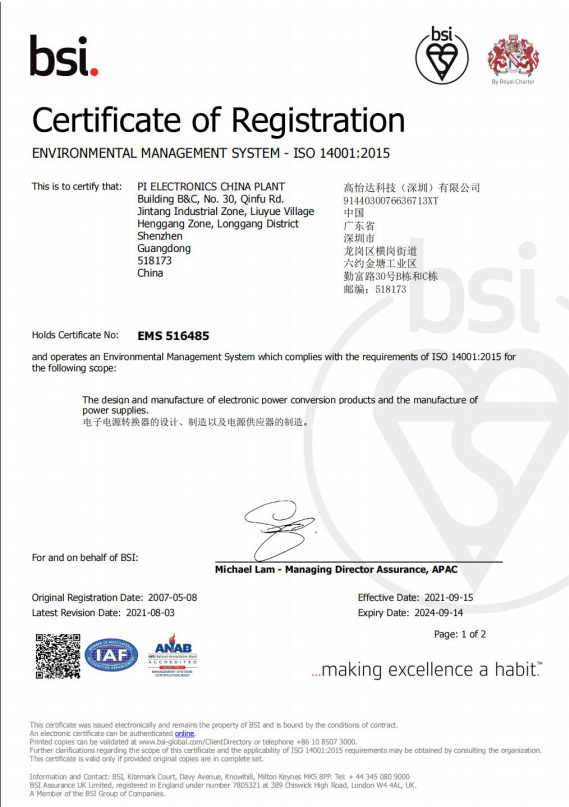 bsi.
bsi
By Royal Charter
Certificate of Registration
ENVIRONMENTAL MANAGEMENT SYSTEM - ISO 14001:2015
This is to certify that:
PI ELECTRONICS CHINA PLANT
Building B&C, No. 30, Qinfu Rd.
Jintang Industrial Zone, Liuyue Village
Henggang Zone, Longgang District
Shenzhen
Guangdong
518173
China
高怡达科技（深圳）有限公司
9144030076636713XT
中国
广东省
深圳市
龙岗区横岗街道
六约金塘工业区
勤富路30号B栋和C栋
邮编：518173
bsi
Holds Certificate No:
EMS 516485
and operates an Environmental Management System which complies with the requirements of ISO 14001:2015 for
the following scope:
The design and manufacture of electronic power conversion products and the manufacture of
power supplies.
电子电源转换器的设计、制造以及电源供应器的制造。
For and on behalf of BSI:
Michael Lam - Managing Director Assurance, APAC
Original Registration Date: 2007-05-08
Effective Date: 2021-09-15
Latest Revision Date: 2021-08-03
Expiry Date: 2024-09-14
Page: 1 of 2
IAF
ANAB
ANSI National Accreditation Board
ACCREDITED
MANAGEMENT SYSTEMS
CERTIFICATION BODY
...making excellence a habit.™
This certificate was issued electronically and remains the property of BSI and is bound by the conditions of contract.
An electronic certificate can be authenticated online.
Printed copies can be validated at www.bsi-global.com/ClientDirectory or telephone +86 10 8507 3000.
Further clarifications regarding the scope of this certificate and the applicability of ISO 14001:2015 requirements may be obtained by consulting the organization.
This certificate is valid only if provided original copies are in complete set.
Information and Contact: BSI, Kitemark Court, Davy Avenue, Knowlhill, Milton Keynes MK5 8PP. Tel: + 44 345 080 9000
BSI Assurance UK Limited, registered in England under number 7805321 at 389 Chiswick High Road, London W4 4AL, UK.
A Member of the BSI Group of Companies.